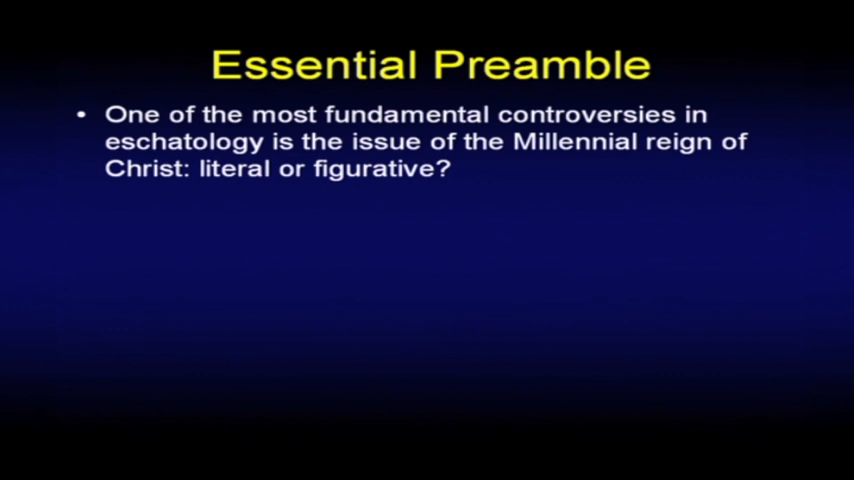 Essential Preamble
• One of the most fundamental controversies in
eschatology is the issue of the Millennial reign of
Christ: literal or figurative?